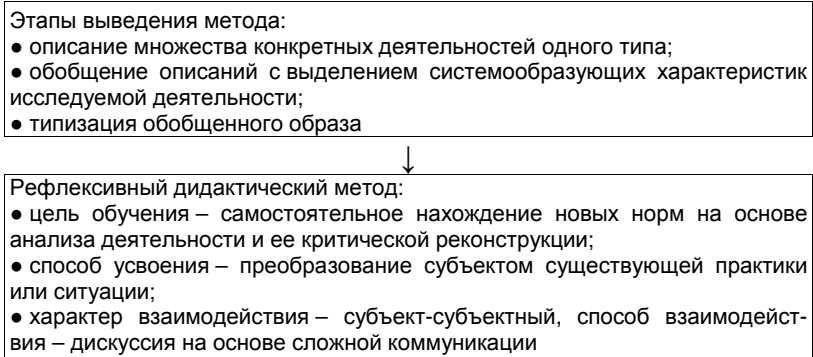 Этапы выведения метода:
● описание множества конкретных деятельностей одного типа;
● обобщение описаний с выделением системообразующих характеристик
исследуемой деятельности;
● типизация обобщенного образа
↓
Рефлексивный дидактический метод:
● цель обучения – самостоятельное нахождение новых норм на основе
анализа деятельности и ее критической реконструкции;
● способ усвоения – преобразование субъектом существующей практики
или ситуации;
● характер взаимодействия – субъект-субъектный, способ взаимодейст-
вия – дискуссия на основе сложной коммуникации